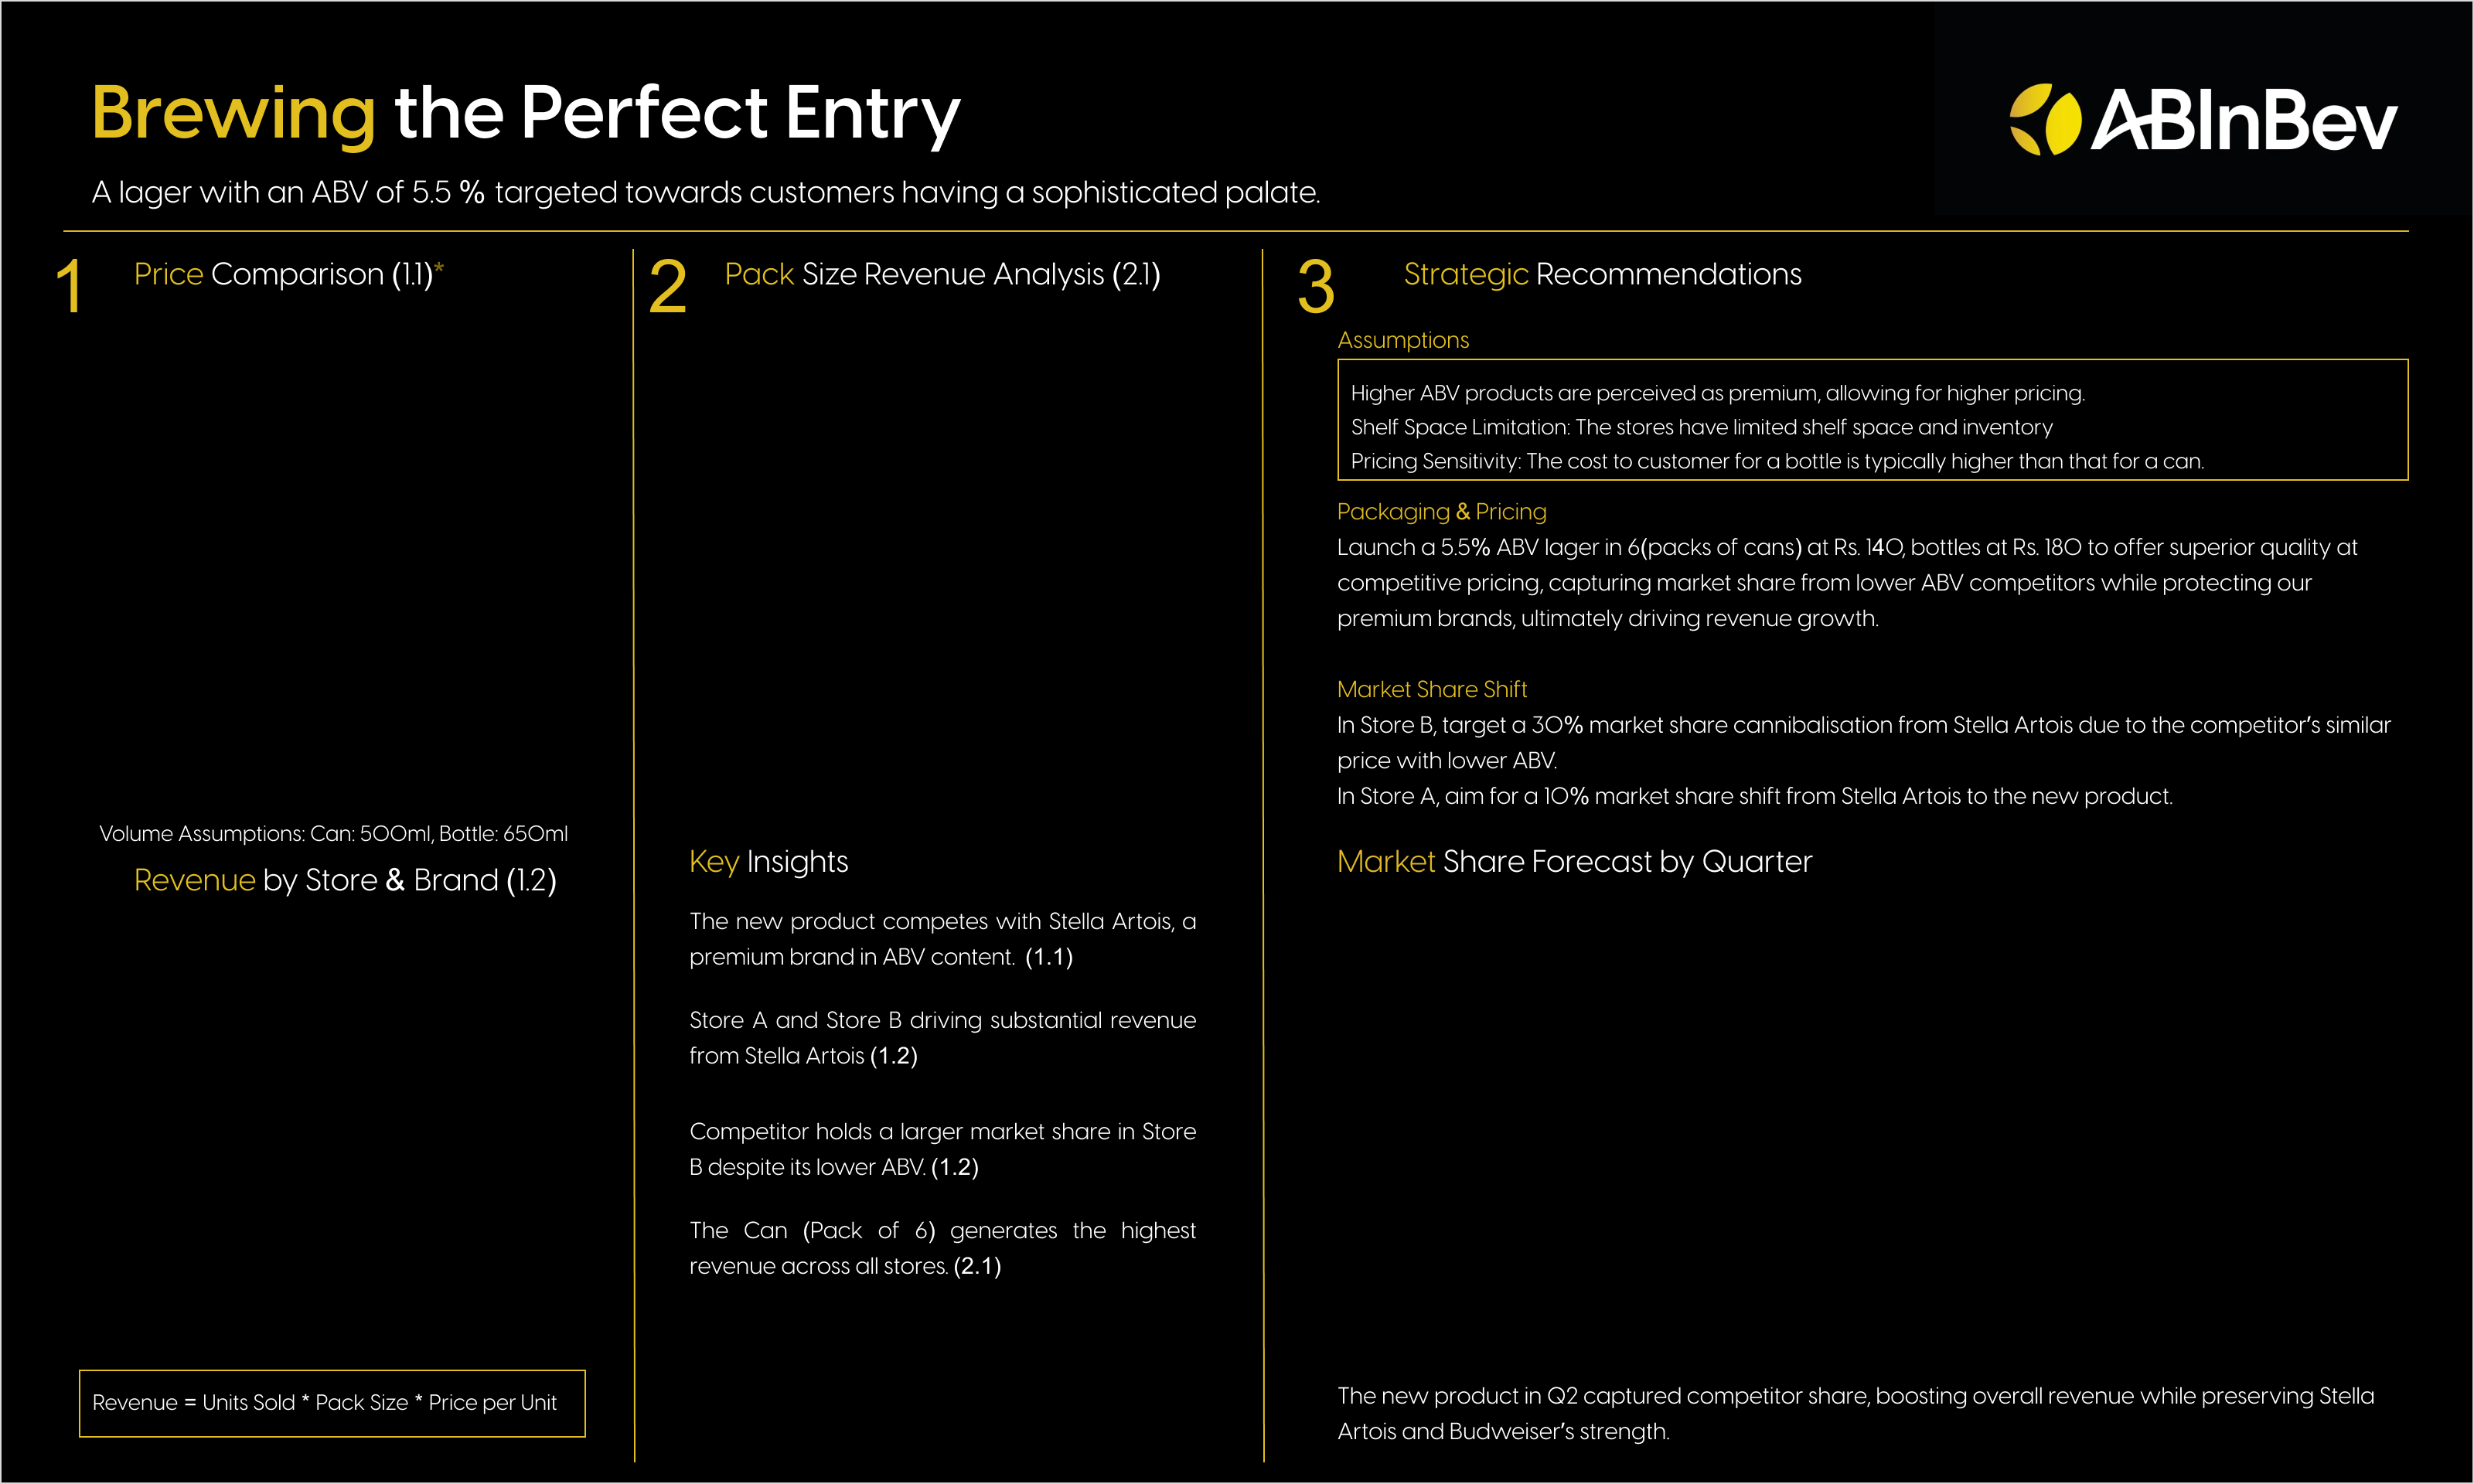 Brewing the Perfect Entry
ABInBev
A lager with an ABV of 5.5 % targeted towards customers having a sophisticated palate.
1
Price Comparison (1.1)*
Volume Assumptions: Can: 500ml, Bottle: 650ml
Revenue by Store & Brand (1.2)
Revenue = Units Sold * Pack Size * Price per Unit
2
Pack Size Revenue Analysis (2.1)
Key Insights
The new product competes with Stella Artois, a
premium brand in ABV content. (1.1)
Store A and Store B driving substantial revenue
from Stella Artois (1.2)
Competitor holds a larger market share in Store
B despite its lower ABV. (1.2)
The Can (Pack of 6) generates the highest
revenue across all stores. (2.1)
3
Strategic Recommendations
Assumptions
Higher ABV products are perceived as premium, allowing for higher pricing.
Shelf Space Limitation: The stores have limited shelf space and inventory
Pricing Sensitivity: The cost to customer for a bottle is typically higher than that for a can.
Packaging & Pricing
Launch a 5.5% ABV lager in 6(packs of cans) at Rs. 140, bottles at Rs. 180 to offer superior quality at
competitive pricing, capturing market share from lower ABV competitors while protecting our
premium brands, ultimately driving revenue growth.
Market Share Shift
In Store B, target a 30% market share cannibalisation from Stella Artois due to the competitor's similar
price with lower ABV.
In Store A, aim for a 10% market share shift from Stella Artois to the new product.
Market Share Forecast by Quarter
The new product in Q2 captured competitor share, boosting overall revenue while preserving Stella
Artois and Budweiser's strength.